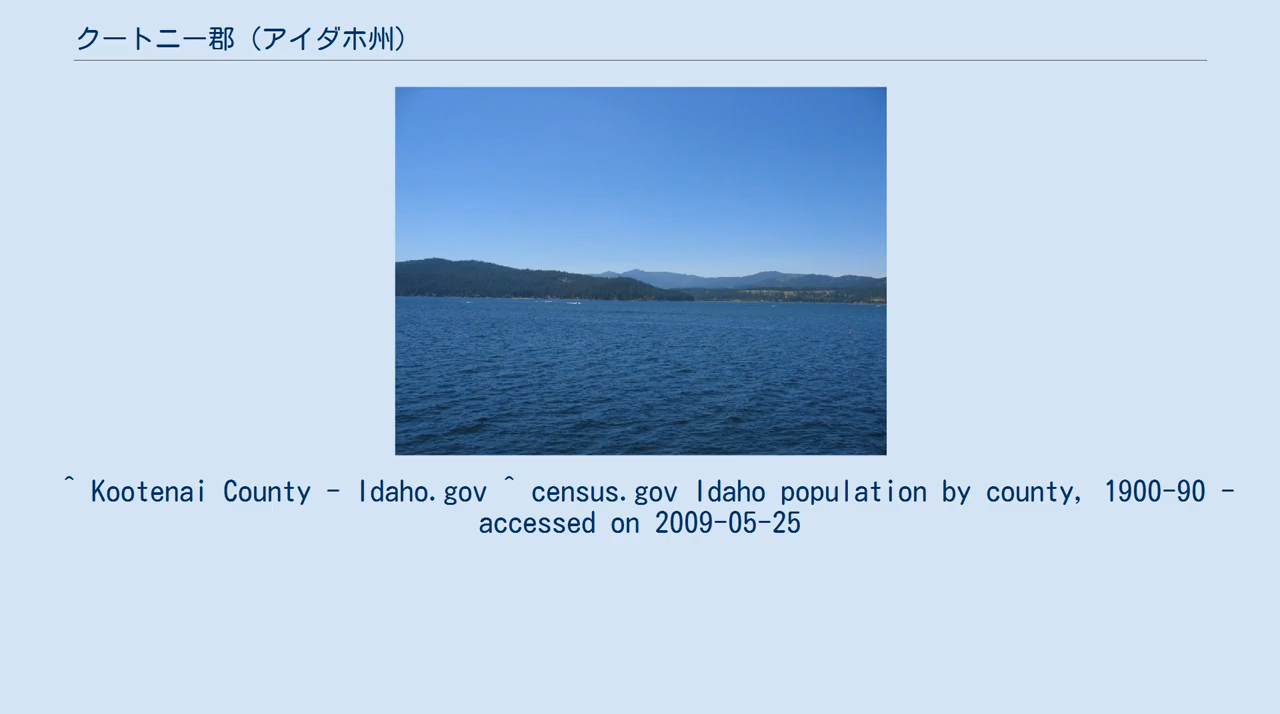 クートニー郡（アイダホ州）
^ Kootenai County - Idaho.gov ^ census.gov Idaho population by county, 1900-90 -
accessed on 2009-05-25